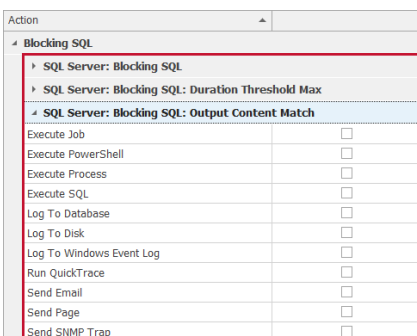 Action
Blocking SQL
SQL Server: Blocking SQL
SQL Server: Blocking SQL: Duration Threshold Max
SQL Server: Blocking SQL: Output Content Match
Execute Job
Execute PowerShell
Execute Process
Execute SQL
Log To Database
Log To Disk
Log To Windows Event Log
Run QuickTrace
Send Email
Send Page
Send SNMP Trap